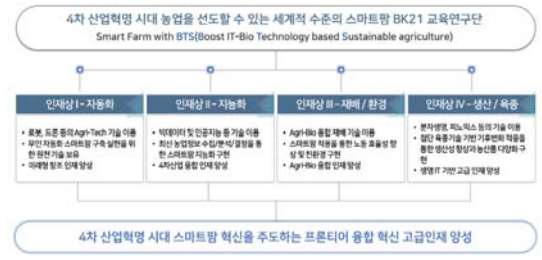 4차 산업혁명 시대 농업을 선도할 수 있는 세계적 수준의 스마트팜 BK21 교육연구단
Smart Farm with BTS(Boost IT-Bio Technology based Sustainable agriculture)
인재상 I - 자동화
• 로봇, 드론 등의 Agri-Tech 기술 이용
• 무인 자동화 스마트팜 구축 실현을 위
한 원천 기술 보유
• 미래형 창조 인재 양성
인재상 II - 지능화
• 빅데이터 및 인공지능 등 기술 이용
• 최신 농업정보 수집/분석/결정을 통
한 스마트팜 지능화 구현
• 4차산업 융합 인재 양성
인재상 III - 재배 / 환경
• Agri-Bio 융합 재배 기술 이용
• 스마트팜 적용을 통한 노동 효율성 향
상 및 친환경 구현
• Agri-Bio 융합 인재 양성
인재상 IV - 생산 / 육종
• 분자생명, 피노믹스 등의 기술 이용
• 첨단 육종기술 기반 기후변화 적응을
통한 생산성 향상과 농산품 다양화 구
현
• 생명 IT 기반 고급 인재 양성
4차 산업혁명 시대 스마트팜 혁신을 주도하는 프론티어 융합 혁신 고급인재 양성